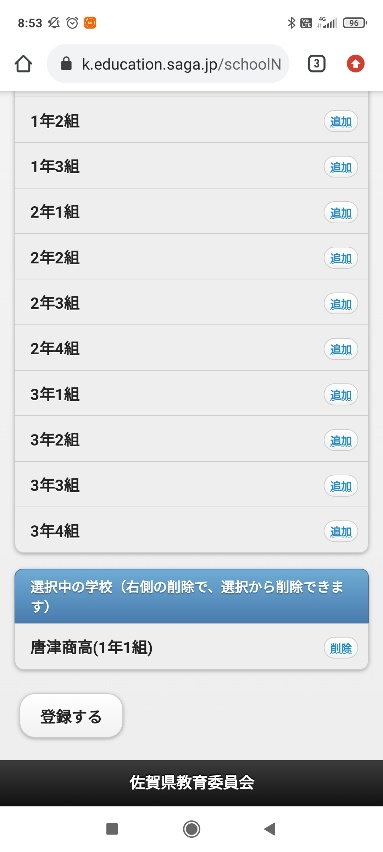 8:53
4G
96
k.education.saga.jp/schoolN
3
1年2組
追加
1年3組
追加
2年1組
追加
2年2組
追加
2年3組
追加
2年4組
追加
3年1組
追加
3年2組
追加
3年3組
追加
3年4組
追加
選択中の学校（右側の削除で、選択から削除できま
す）
唐津商高(1年1組)
削除
登録する
佐賀県教育委員会